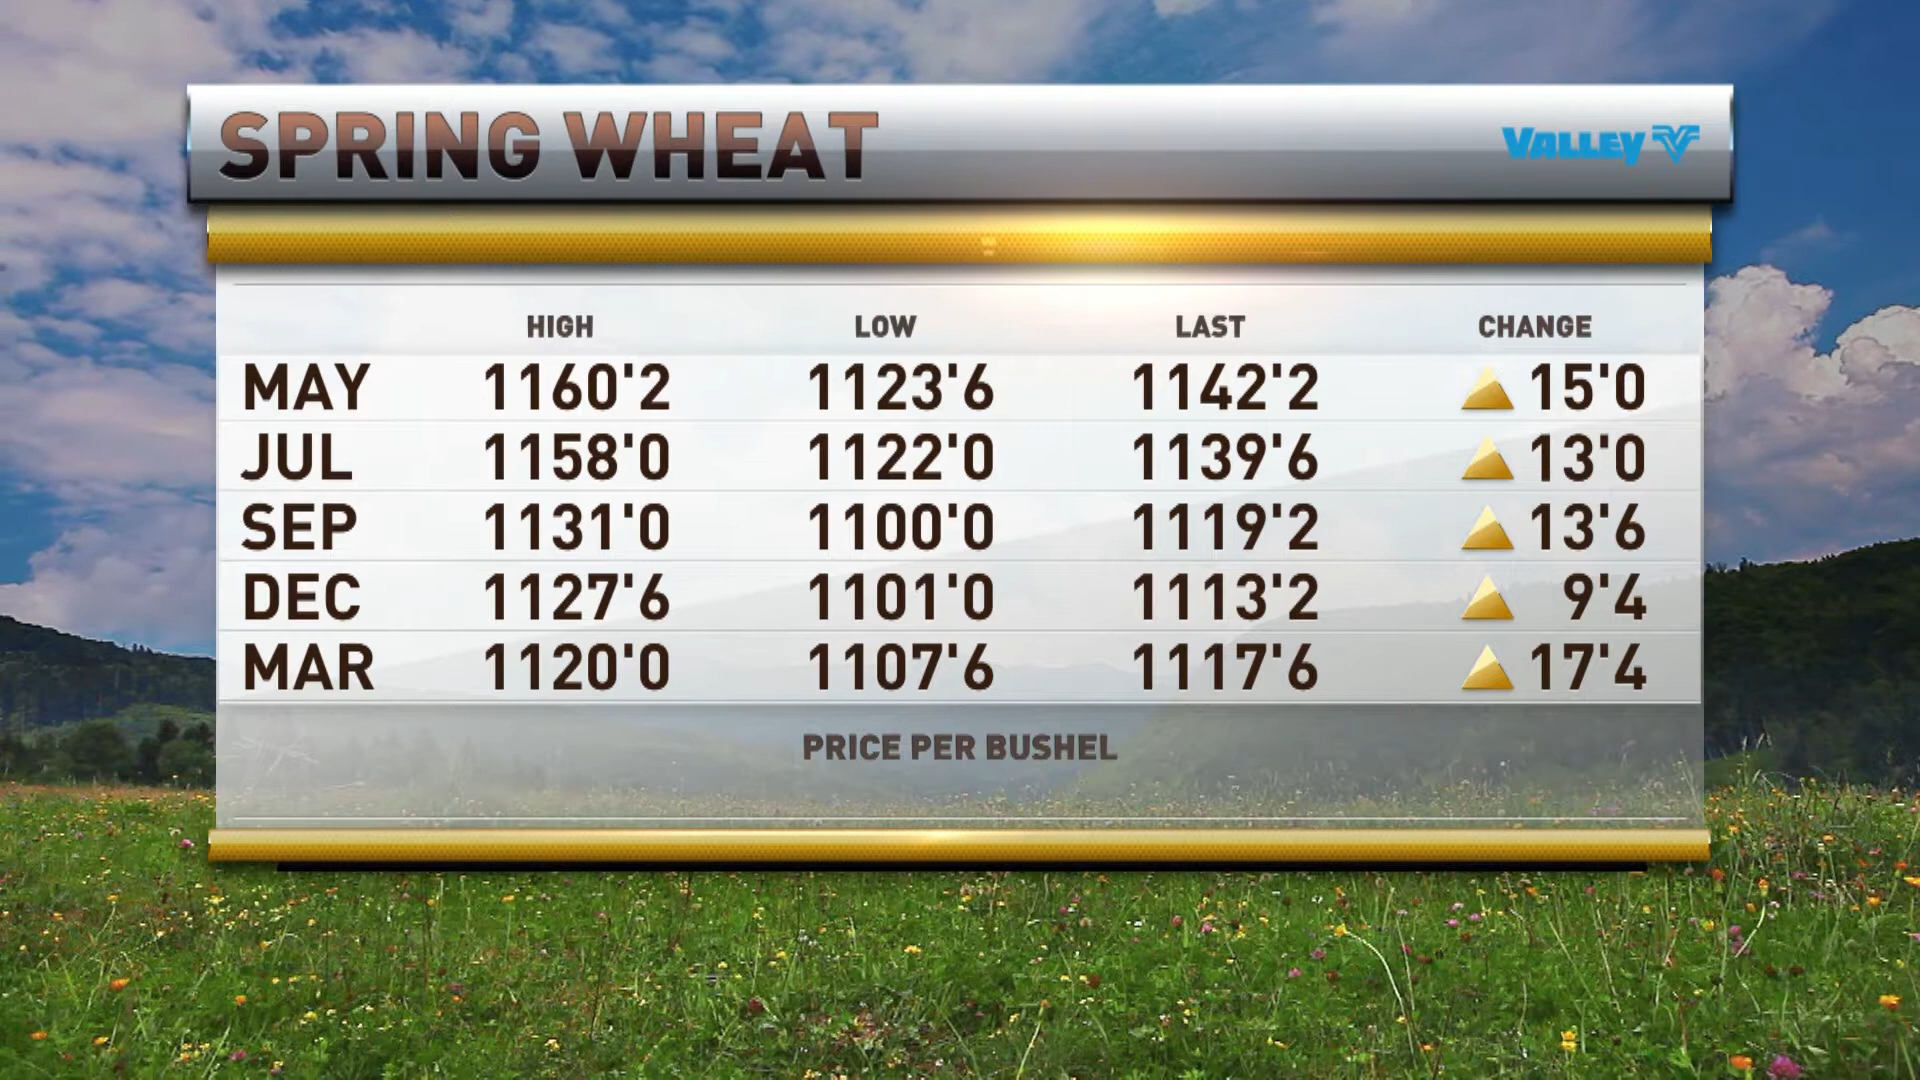 SPRING WHEAT
VALLEY
HIGH LOW LAST CHANGE
MAY 1160'2 1123'6 1142'2 15'0
JUL 1158'0 1122'0 1139'6 13'0
SEP 1131'0 1100'0 1119'2 13'6
DEC 1127'6 1101'0 1113'2 9'4
MAR 1120'0 1107'6 1117'6 17'4
PRICE PER BUSHEL